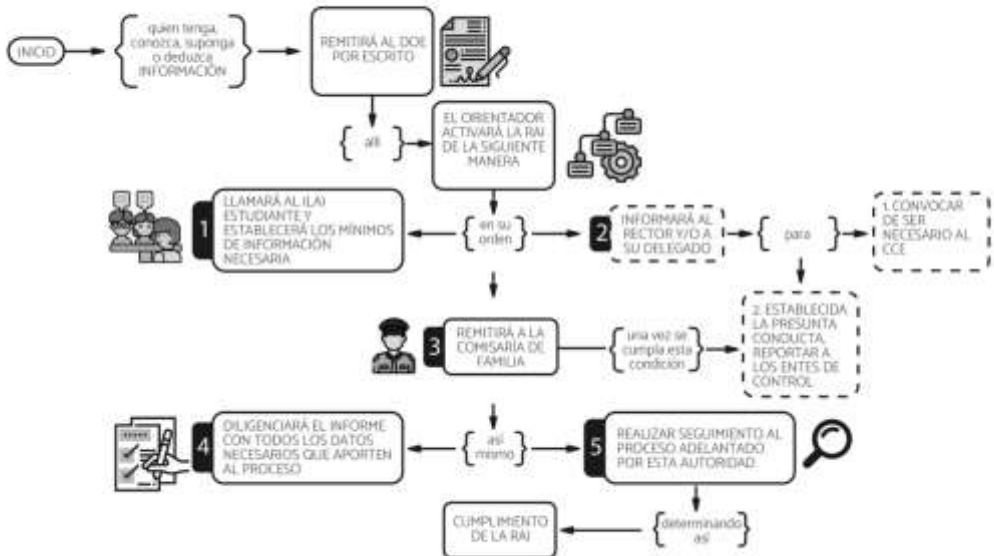 INICIO
quien tenga,
conozca, suponga
o deduzca
INFORMACIÓN
REMITIRÁ AL DOE
POR ESCRITO
allí
EL ORIENTADOR
ACTIVARÁ LA RAI
DE LA SIGUIENTE
MANERA
en su
orden
1
LLAMARÁ AL (LA)
ESTUDIANTE Y
ESTABLECERÁ LOS MÍNIMOS
DE INFORMACIÓN
NECESARIA
2
INFORMARÁ AL
RECTOR Y/O A
SU DELEGADO
para
1. CONVOCAR
DE SER
NECESARIO AL
CCE
2. ESTABLECIDA
LA PRESUNTA
CONDUCTA,
REPORTAR A
LOS ENTES DE
CONTROL
3
REMITIRÁ A LA
COMISARÍA DE
FAMILIA
una vez se
cumpla esta
condición
así
mismo
4
DILIGENCIARÁ EL INFORME
CON TODOS LOS DATOS
NECESARIOS QUE APORTEN
AL PROCESO
5
REALIZAR SEGUIMIENTO AL
PROCESO ADELANTADO
POR ESTA AUTORIDAD.
determinando
así
CUMPLIMIENTO
DE LA RAI